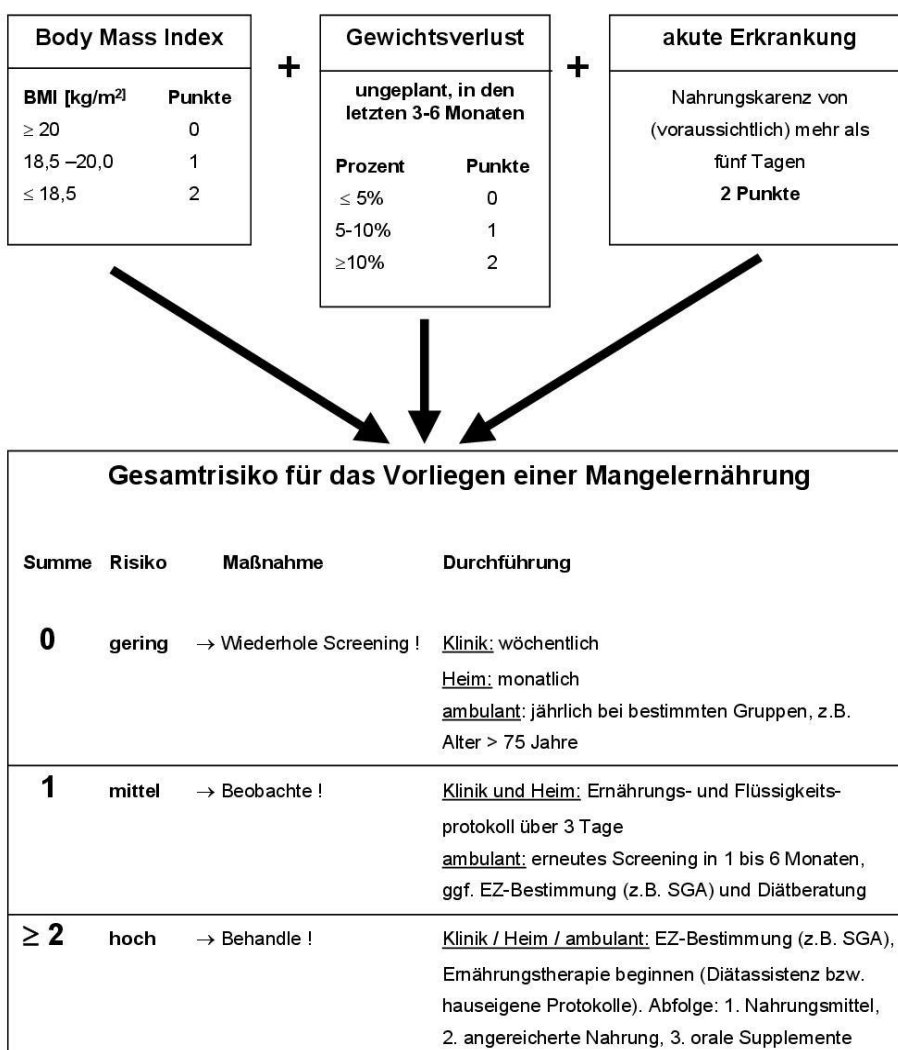 Body Mass Index
BMI [kg/m²] Punkte
≥ 20 0
18,5 –20,0 1
≤ 18,5 2
+
Gewichtsverlust
ungeplant, in den
letzten 3-6 Monaten
Prozent Punkte
≤ 5% 0
5-10% 1
≥10% 2
+
akute Erkrankung
Nahrungskarenz von
(voraussichtlich) mehr als
fünf Tagen
2 Punkte
Gesamtrisiko für das Vorliegen einer Mangelernährung
Summe Risiko Maßnahme Durchführung
0 gering → Wiederhole Screening ! Klinik: wöchentlich
Heim: monatlich
ambulant: jährlich bei bestimmten Gruppen, z.B.
Alter > 75 Jahre
1 mittel → Beobachte ! Klinik und Heim: Ernährungs- und Flüssigkeits-
protokoll über 3 Tage
ambulant: erneutes Screening in 1 bis 6 Monaten,
ggf. EZ-Bestimmung (z.B. SGA) und Diätberatung
≥ 2 hoch → Behandle ! Klinik / Heim / ambulant: EZ-Bestimmung (z.B. SGA),
Ernährungstherapie beginnen (Diätassistenz bzw.
hauseigene Protokolle). Abfolge: 1. Nahrungsmittel,
2. angereicherte Nahrung, 3. orale Supplemente